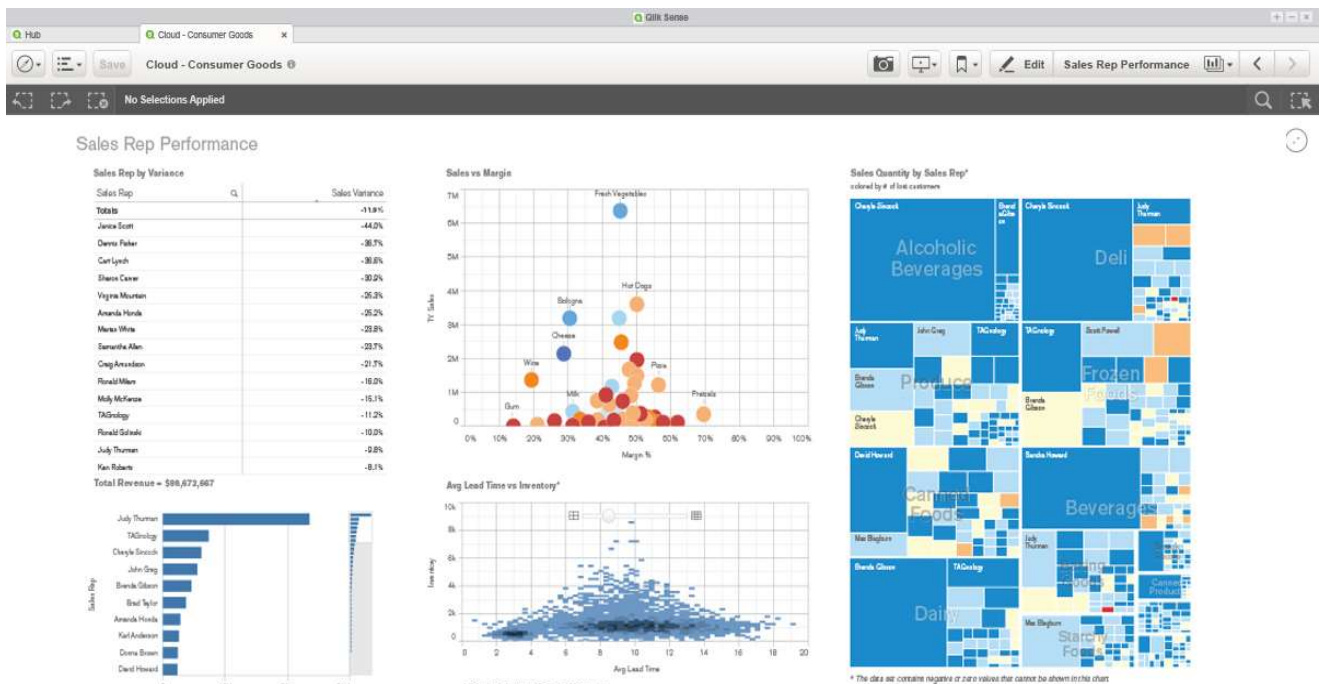 Qlik Sense
Hub
Cloud - Consumer Goods
Save
Cloud - Consumer Goods
Edit
Sales Rep Performance
No Selections Applied
Sales Rep Performance
Sales Rep by Variance
Sales Rep Sales Variance
Totals -11.9%
Janice Scott -44.0%
Dennis Fisher -36.7%
Carl Lynch -36.6%
Sharon Carver -30.9%
Virginia Mountain -25.3%
Amanda Honda -25.2%
White -23.8%
Samantha Allen -23.7%
Craig Amundson -21.7%
Ronald Milam -16.0%
Molly McKenzie -15.1%
TAGnology -11.2%
Ronald -10.0%
Judy Thurman -9.8%
Ken Roberts -8.1%
Total Revenue = $98,673,667
Judy Thurman
TAGnology
Cheryle Sincock
John Greg
Brenda Gibson
Brad Taylor
Amanda Honda
Karl Anderson
Donna Brown
David Howard
Sales Rep
Sales vs Margin
7M
6M
5M
4M
3M
2M
1M
0
TY Sales
Fresh Vegetables
Hot Dogs
Bologna
Cheese
Wine
Pizza
Milk
Gum
Pretzels
0% 10% 20% 30% 40% 50% 60% 70% 80% 90% 100%
Margin %
Avg Lead Time vs Inventory*
10k
8k
6k
4k
2k
0
Inventory
0 2 4 6 8 10 12 14 16 18 20
Avg Lead Time
Sales Quantity by Sales Rep*
colored by # of lost customers
Cheryle Sincock
Brenda Gibson
Alcoholic
Beverages
Cheryle Sincock
Judy
Thurman
Deli
Judy
Thurman
John Greg
TAGnology
Brenda
Gibson
Produce
Cheryle
Sincock
TAGnology
Scott Powell
Frozen
Foods
Brenda
Gibson
David Howard
Canned
Foods
Max Blagburn
Sandra Howard
Beverages
Judy
Thurman
Baking
Goods
Canned
Products
Brenda Gibson
TAGnology
Dairy
Max Blagburn
Starchy
Foods
* The data set contains negative or zero values that cannot be shown in this chart.